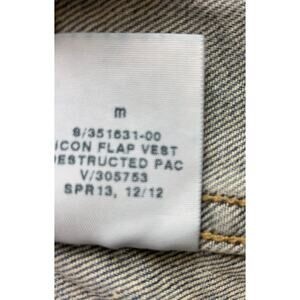 m
S/351631-00
ICON FLAP VEST
DESTRUCTED PAC
V/305753
SPR13, 12/12